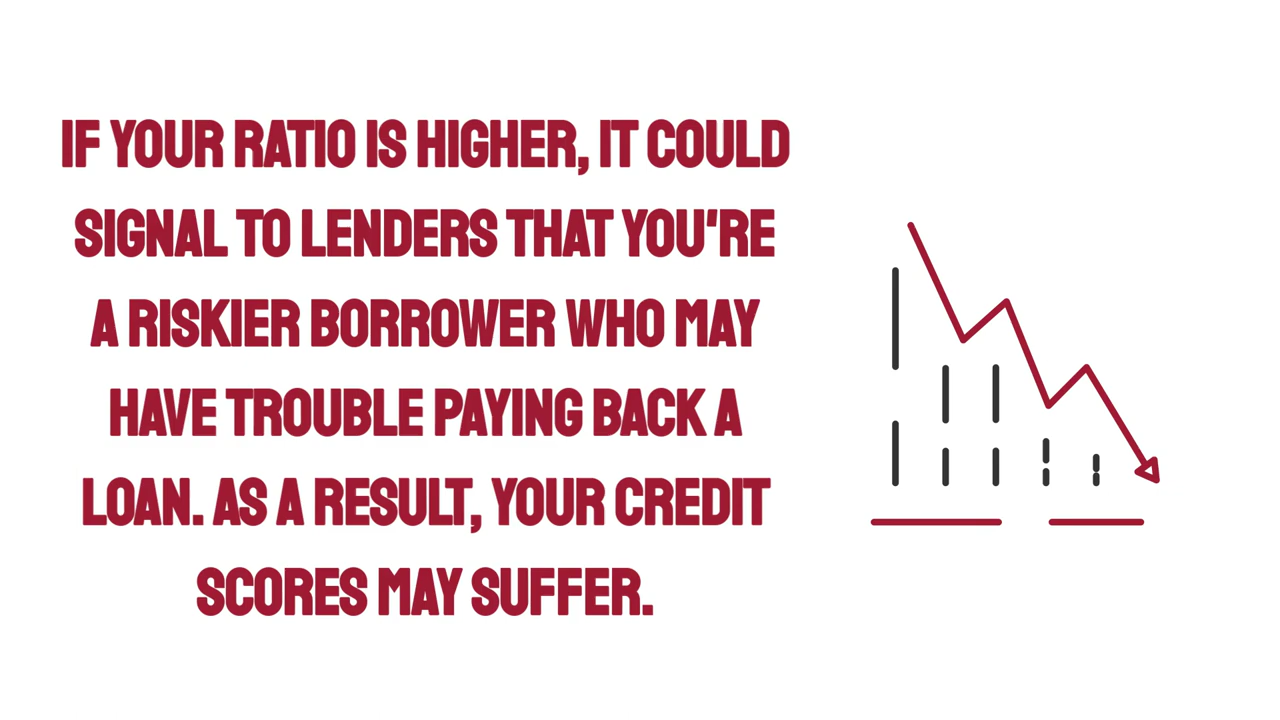 IF YOUR RATIO IS HIGHER, IT COULD
SIGNAL TO LENDERS THAT YOU'RE
A RISKIER BORROWER WHO MAY
HAVE TROUBLE PAYING BACK A
LOAN. AS A RESULT, YOUR CREDIT
SCORES MAY SUFFER.